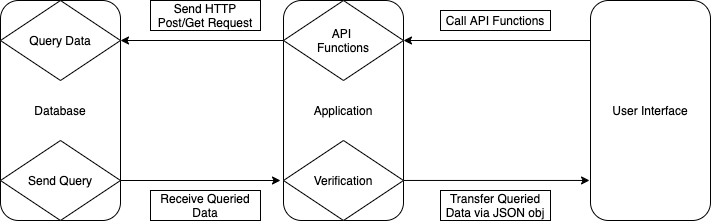 Send HTTP
Post/Get Request
Call API Functions
Query Data
API
Functions
Database
Application
User Interface
Send Query
Verification
Receive Queried
Data
Transfer Queried
Data via JSON obj